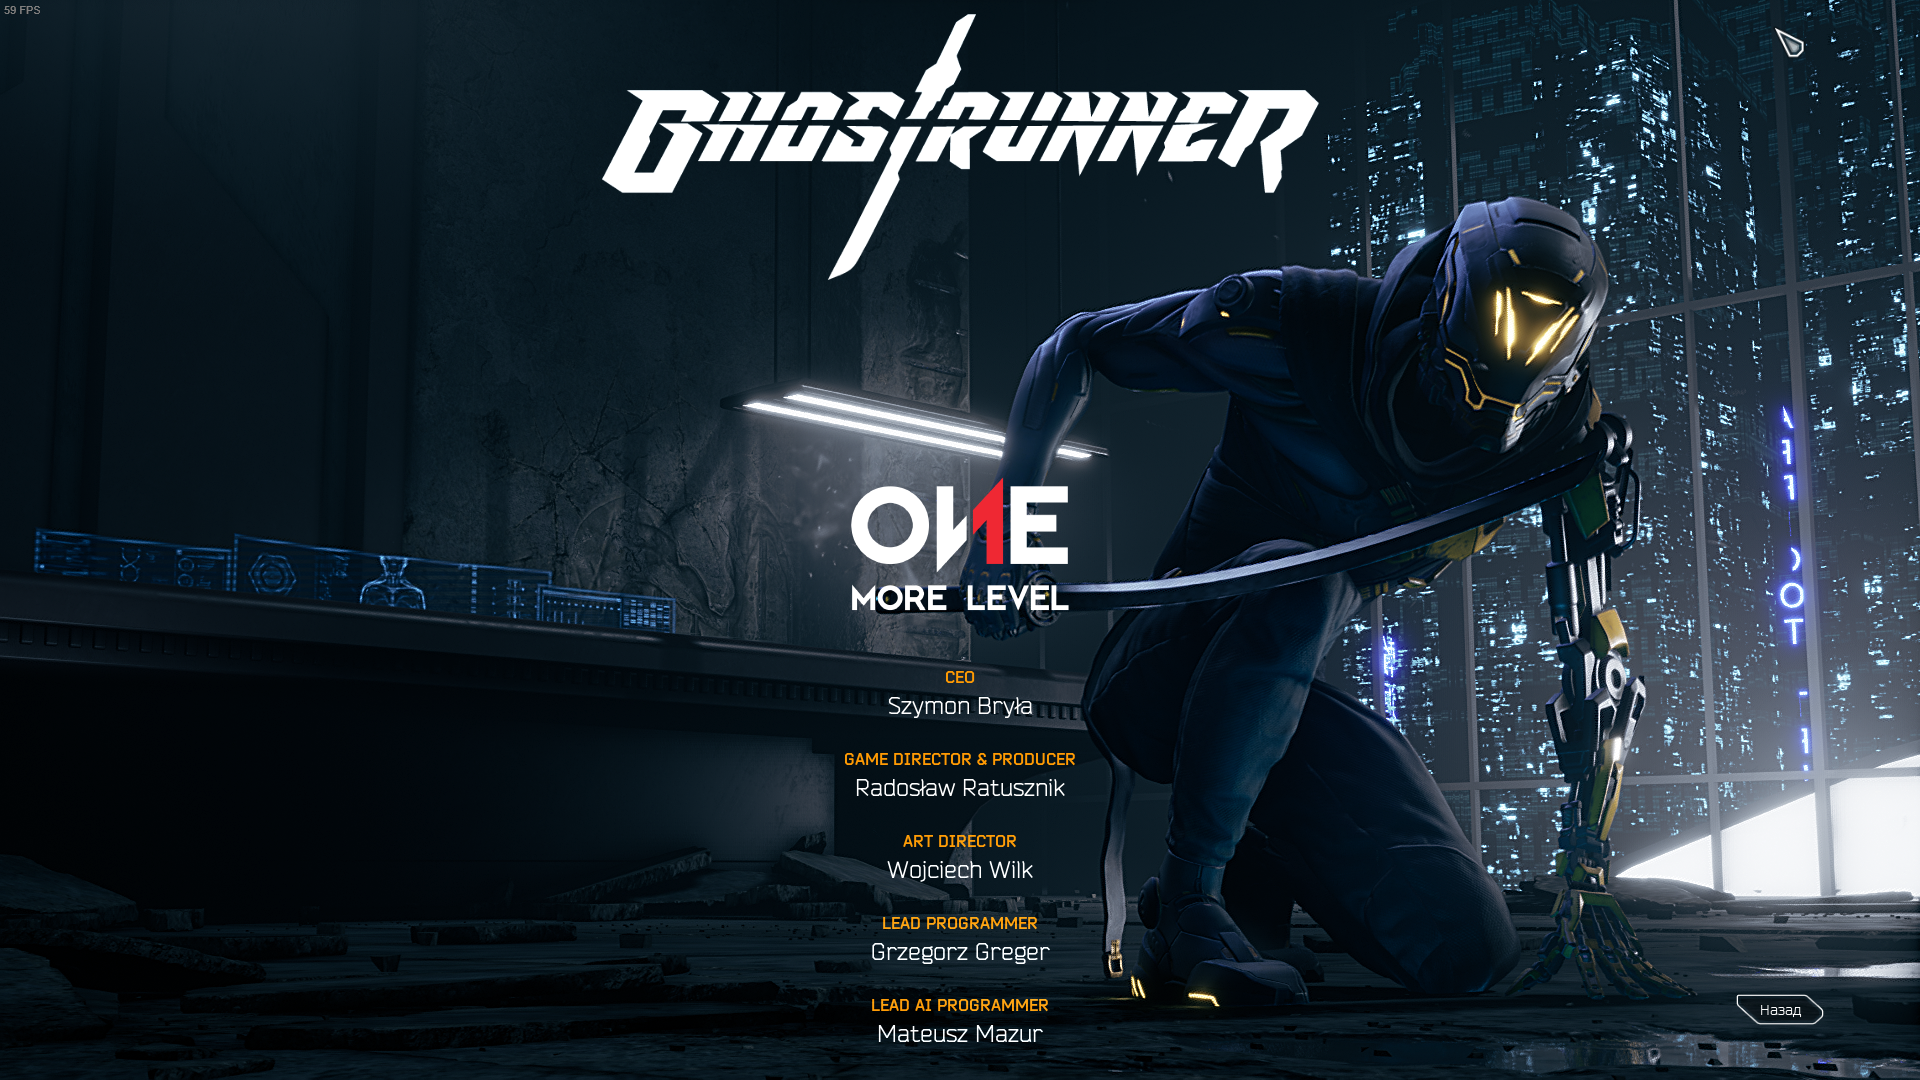 59 FPS
GHOSTRUNNER
ONE
MORE LEVEL
CEO
Szymon Bryła
GAME DIRECTOR & PRODUCER
Radosław Ratusznik
ART DIRECTOR
Wojciech Wilk
LEAD PROGRAMMER
Grzegorz Greger
LEAD AI PROGRAMMER
Mateusz Mazur
Назад